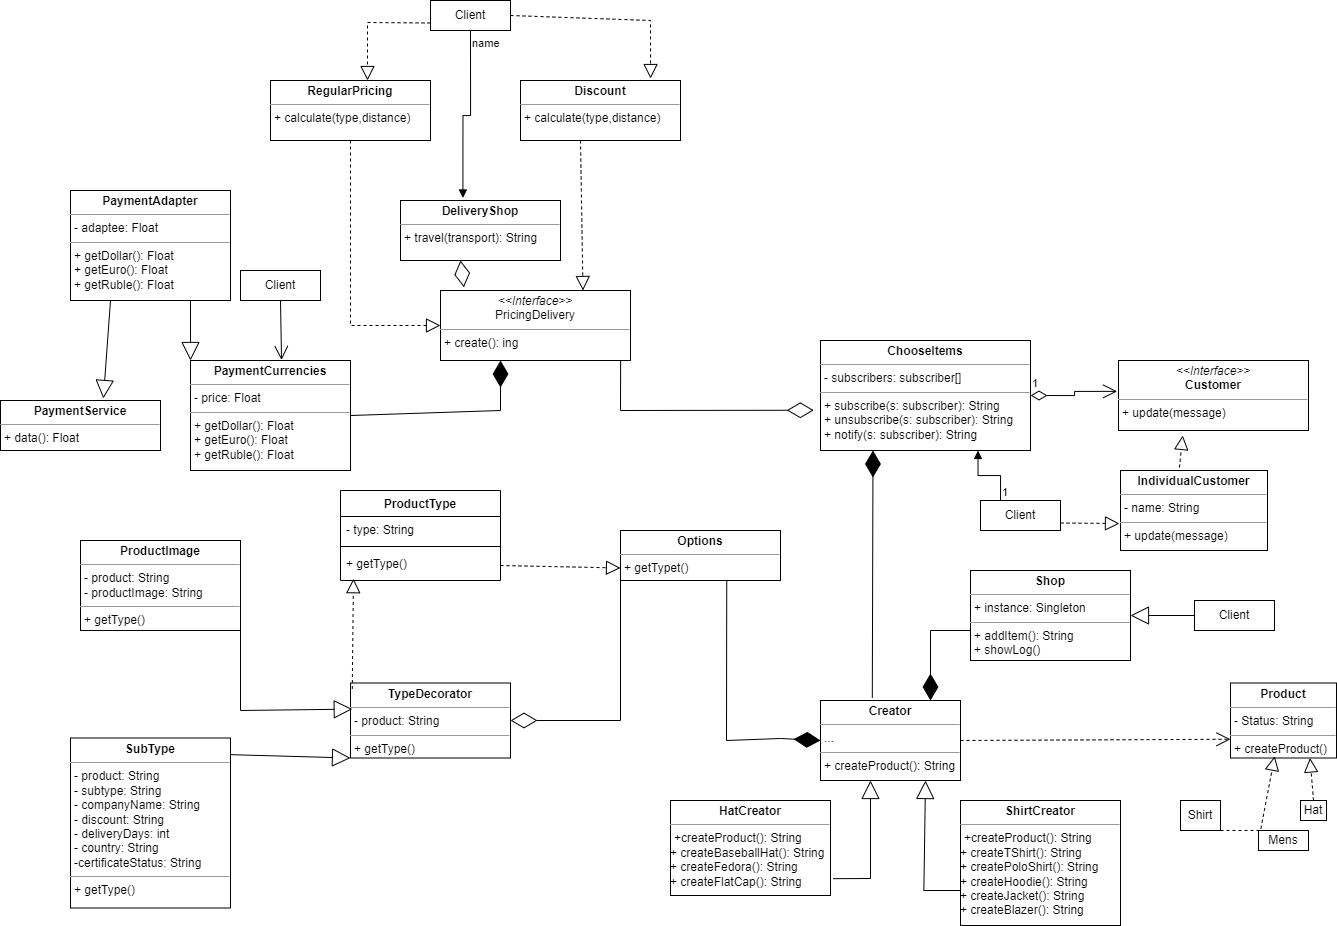 Client
name
RegularPricing
+ calculate(type,distance)
Discount
+ calculate(type,distance)
PaymentAdapter
- adaptee: Float
+ getDollar(): Float
+ getEuro(): Float
+ getRuble(): Float
DeliveryShop
+ travel(transport): String
Client
<<Interface>>
PricingDelivery
+ create(): ing
PaymentCurrencies
- price: Float
+ getDollar(): Float
+ getEuro(): Float
+ getRuble(): Float
PaymentService
+ data(): Float
ChooseItems
- subscribers: subscriber[]
+ subscribe(s: subscriber): String
+ unsubscribe(s: subscriber): String
+ notify(s: subscriber): String
1
<<Interface>>
Customer
+ update(message)
IndividualCustomer
- name: String
+ update(message)
1
Client
ProductType
- type: String
+ getType()
Options
+ getTypet()
ProductImage
- product: String
- productImage: String
+ getType()
Shop
+ instance: Singleton
+ addItem(): String
+ showLog()
Client
TypeDecorator
- product: String
+ getType()
Creator
...
+ createProduct(): String
Product
- Status: String
+ createProduct()
SubType
- product: String
- subtype: String
- companyName: String
- discount: String
- deliveryDays: int
- country: String
-certificateStatus: String
+ getType()
HatCreator
+createProduct(): String
+ createBaseballHat(): String
+ createFedora(): String
+ createFlatCap(): String
ShirtCreator
+createProduct(): String
+ createTShirt(): String
+ createPoloShirt(): String
+ createHoodie(): String
+ createJacket(): String
+ createBlazer(): String
Shirt
Hat
Mens